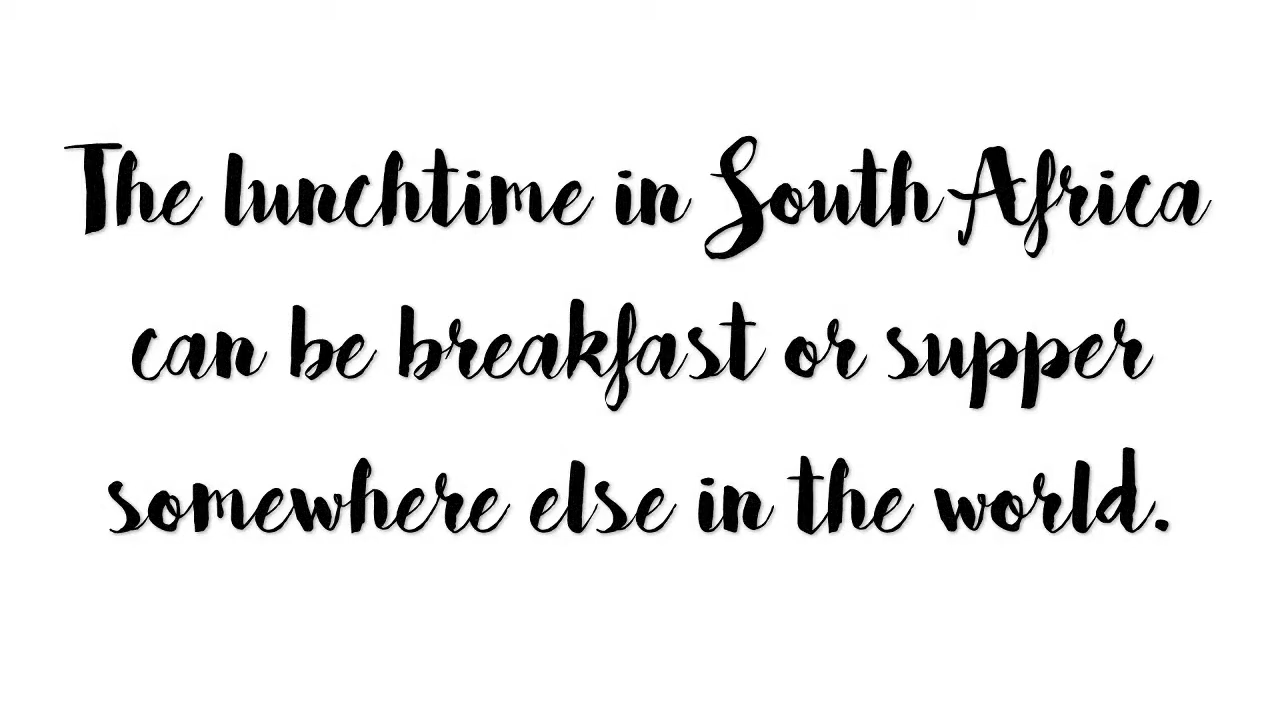 The lunchtime in South Africa
can be breakfast or supper
somewhere else in the world.